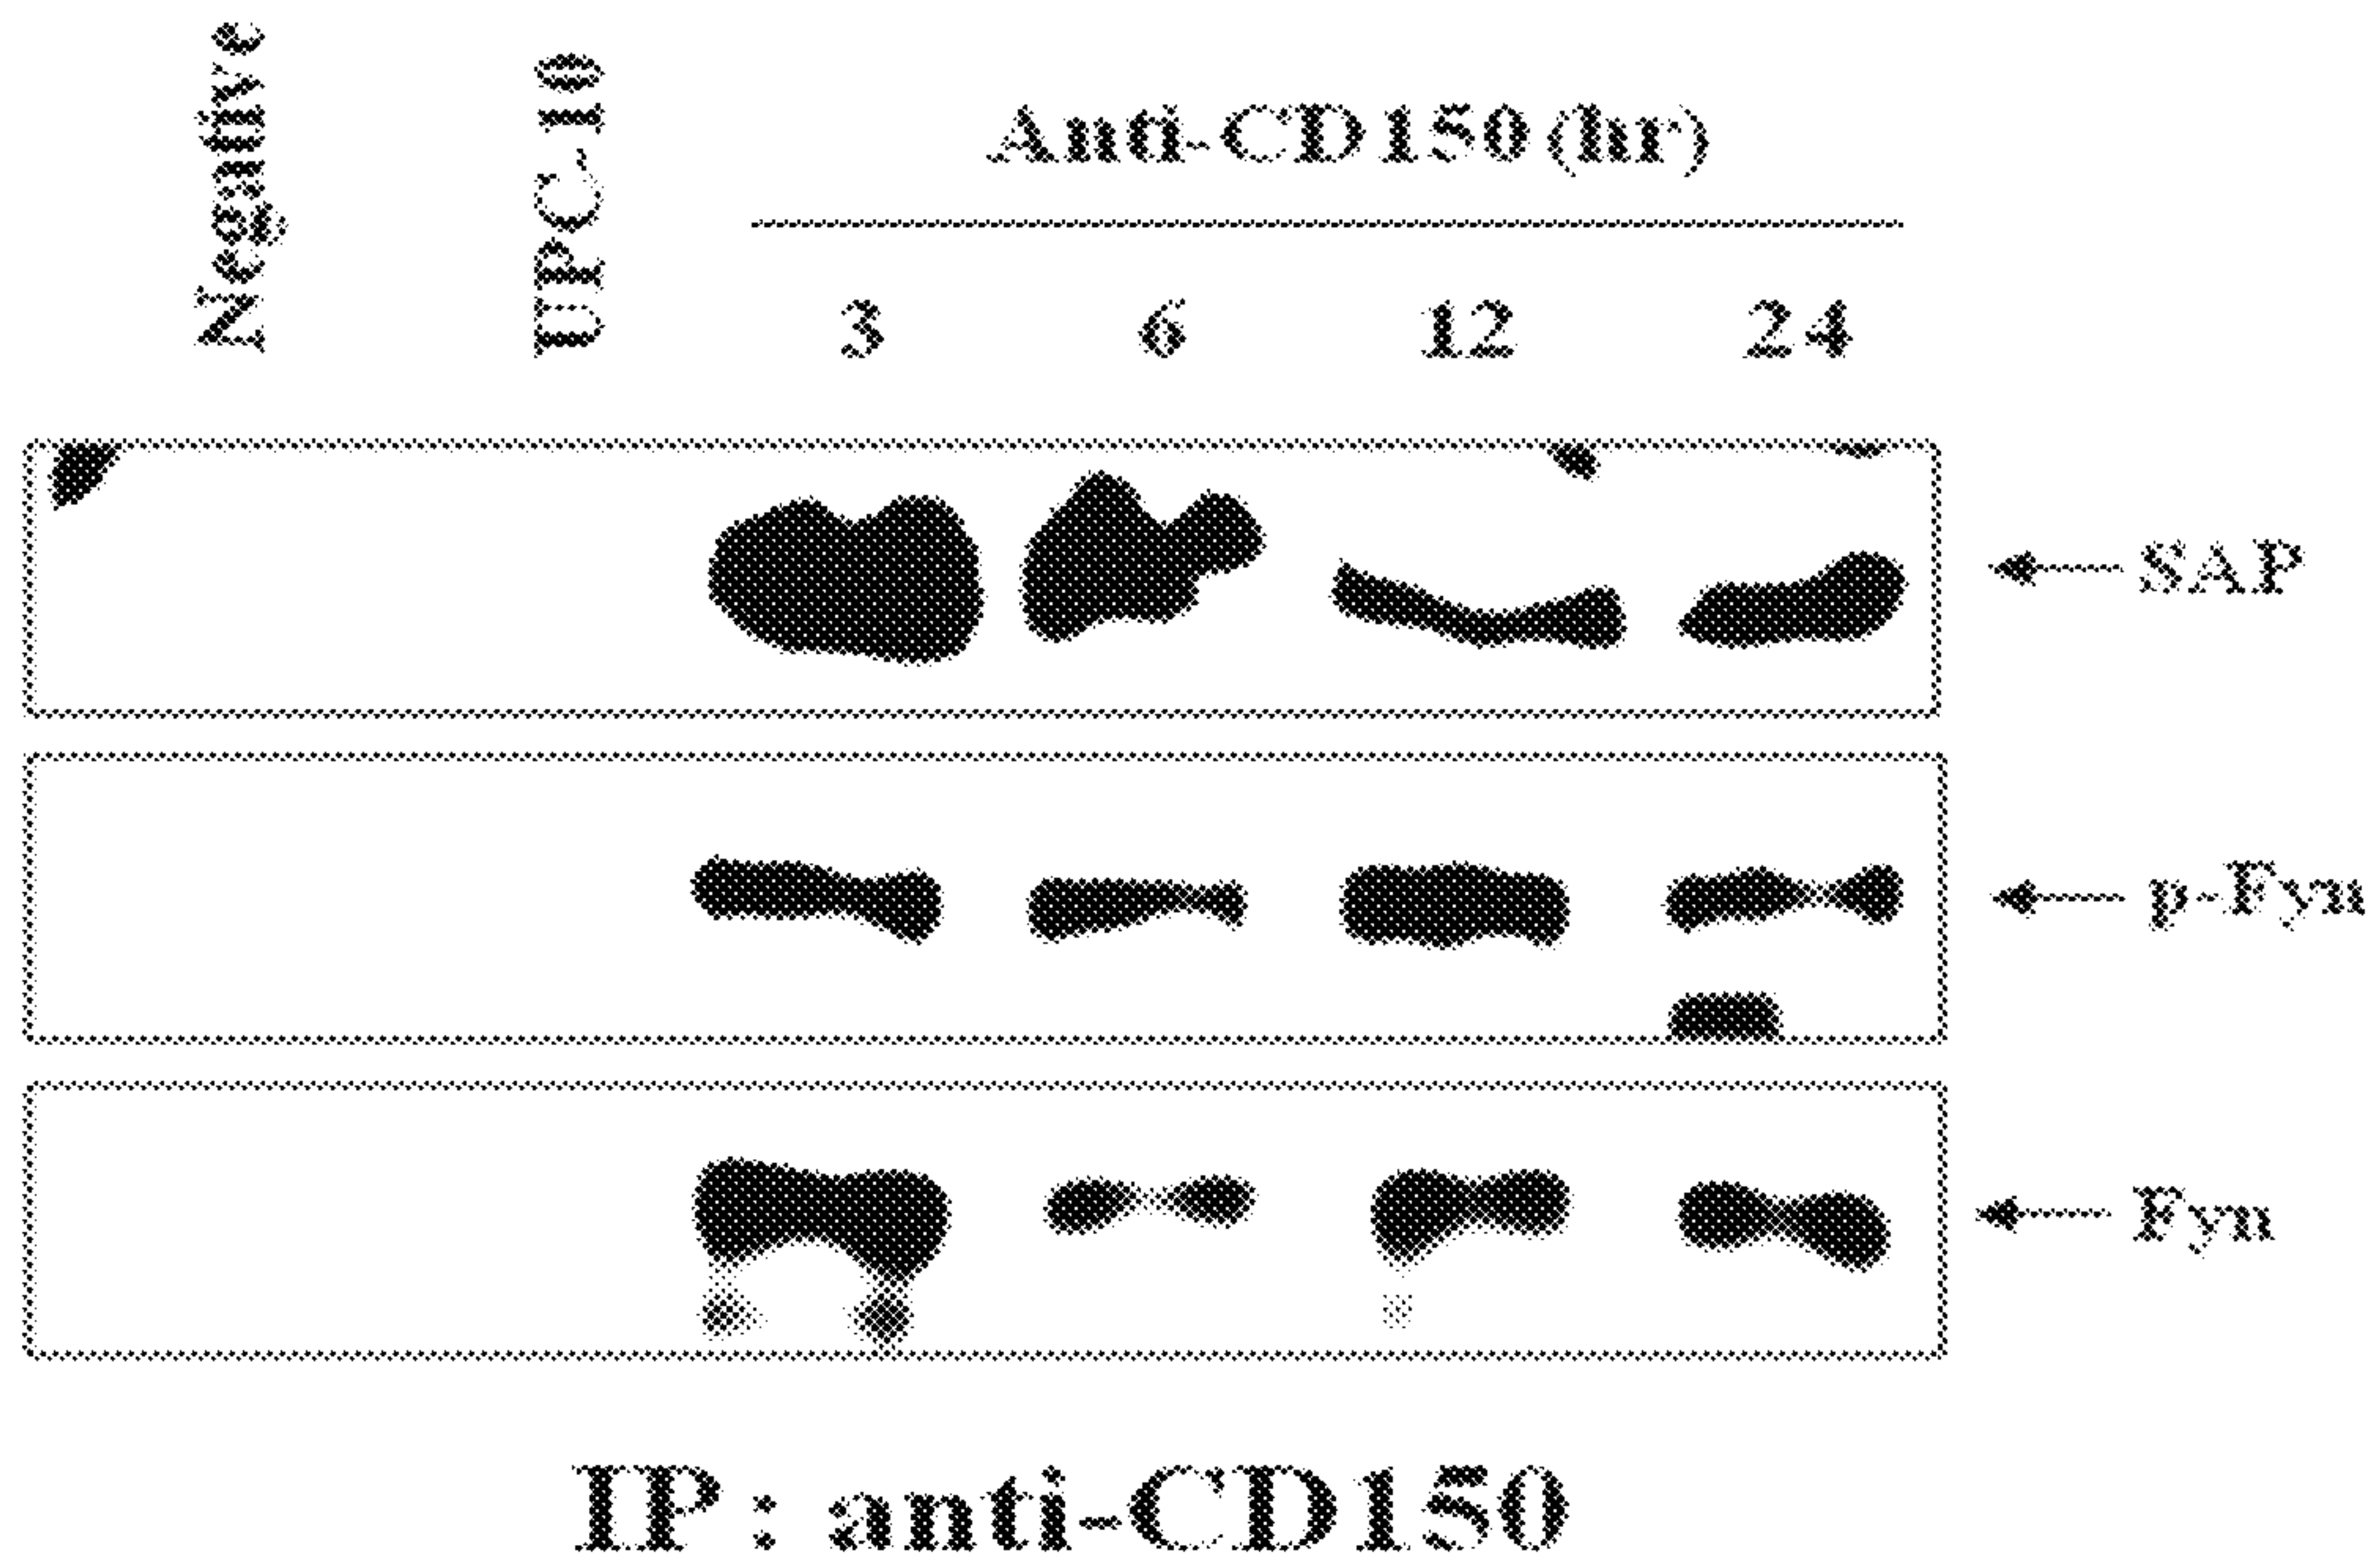 Negative
UPC-10
Anti-CD150 (hr)
3 6 12 24
SAP
p-Fyn
Fyn
IP : anti-CD150